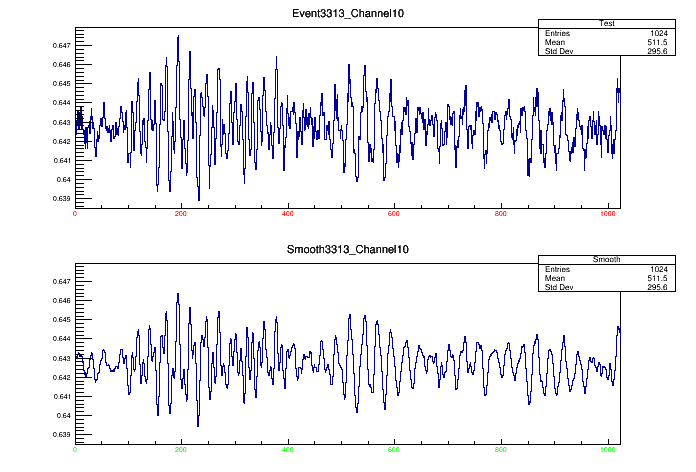 Event3313_Channel10
Test
Entries 1024
Mean 511.5
Std Dev 295.6
0.647
0.646
0.645
0.644
0.643
0.642
0.641
0.64
0.639
0 200 400 600 800 1000
Smooth3313_Channel10
Smooth
Entries 1024
Mean 511.5
Std Dev 295.6
0.647
0.646
0.645
0.644
0.643
0.642
0.641
0.64
0.639
0 200 400 600 800 1000